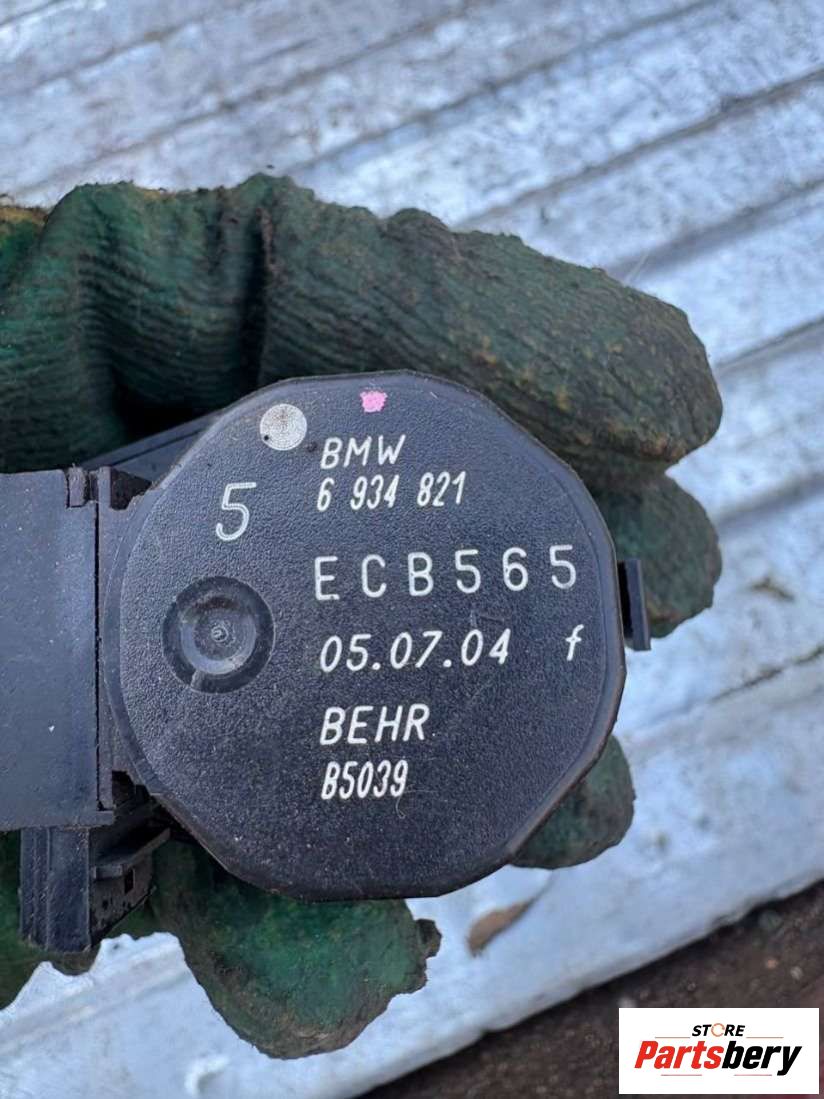 BMW
6 934 821
5
ECB565
05.07.04 f
BEHR
B5039
STORE
Partsbery